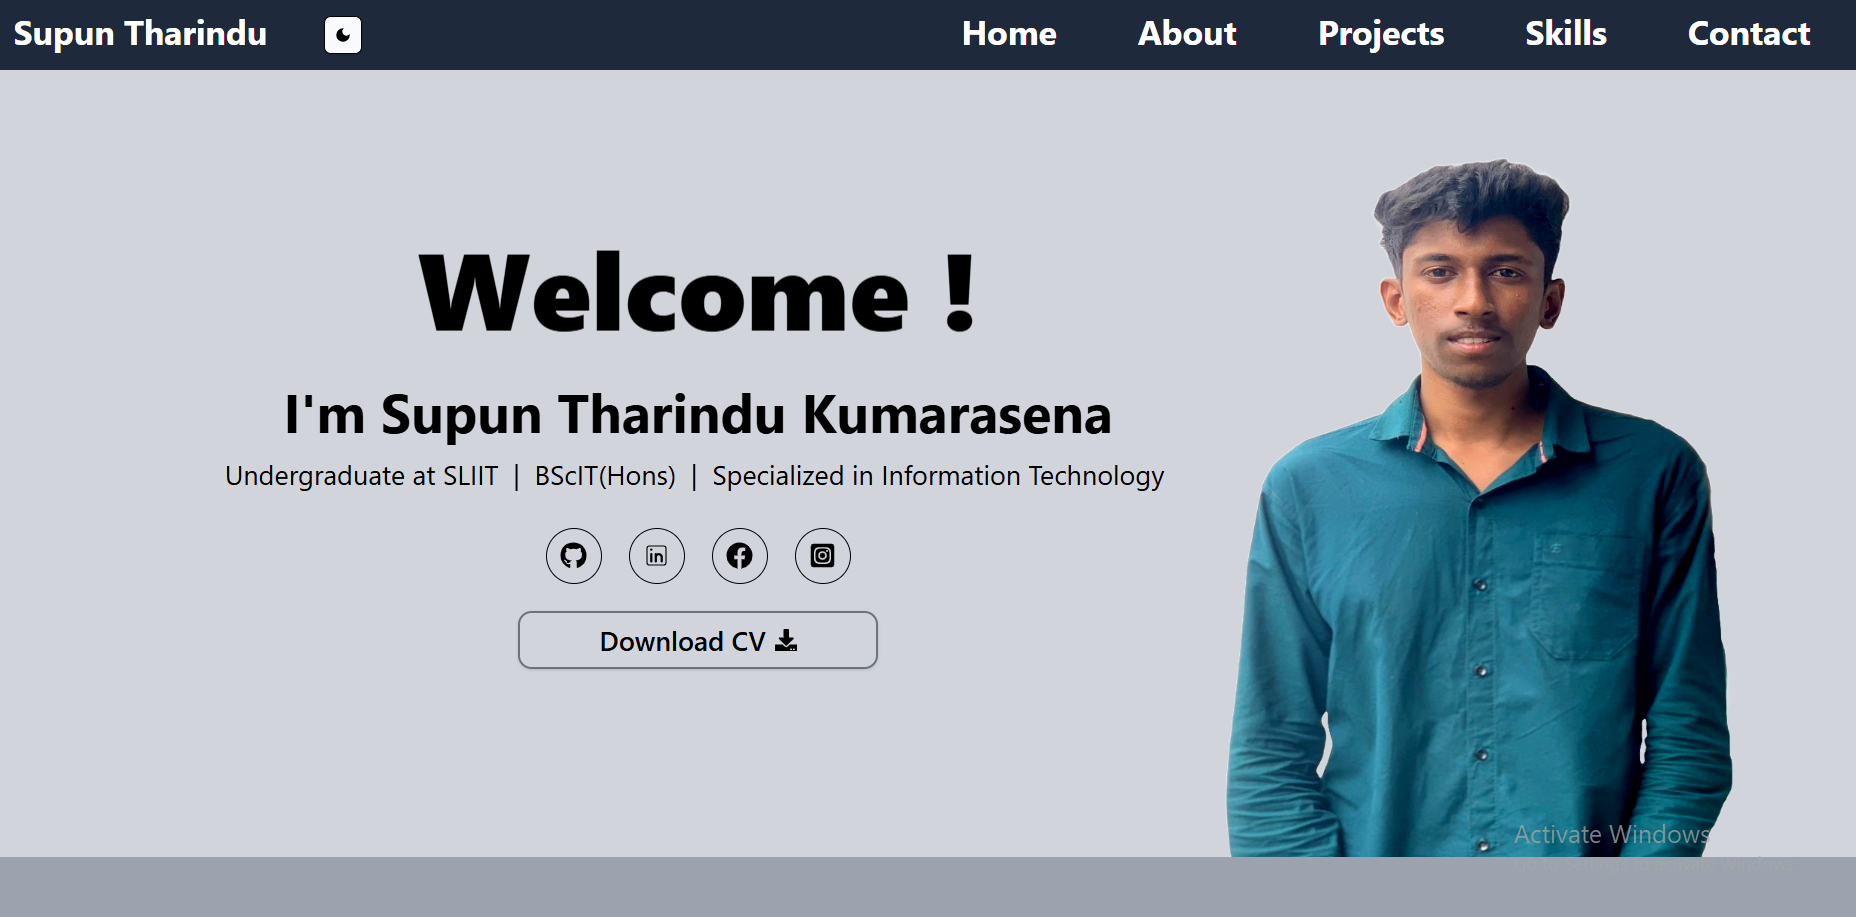 Supun Tharindu
Home About Projects Skills Contact
Welcome !
I'm Supun Tharindu Kumarasena
Undergraduate at SLIIT | BScIT(Hons) | Specialized in Information Technology
in
Download CV
Activate Windows